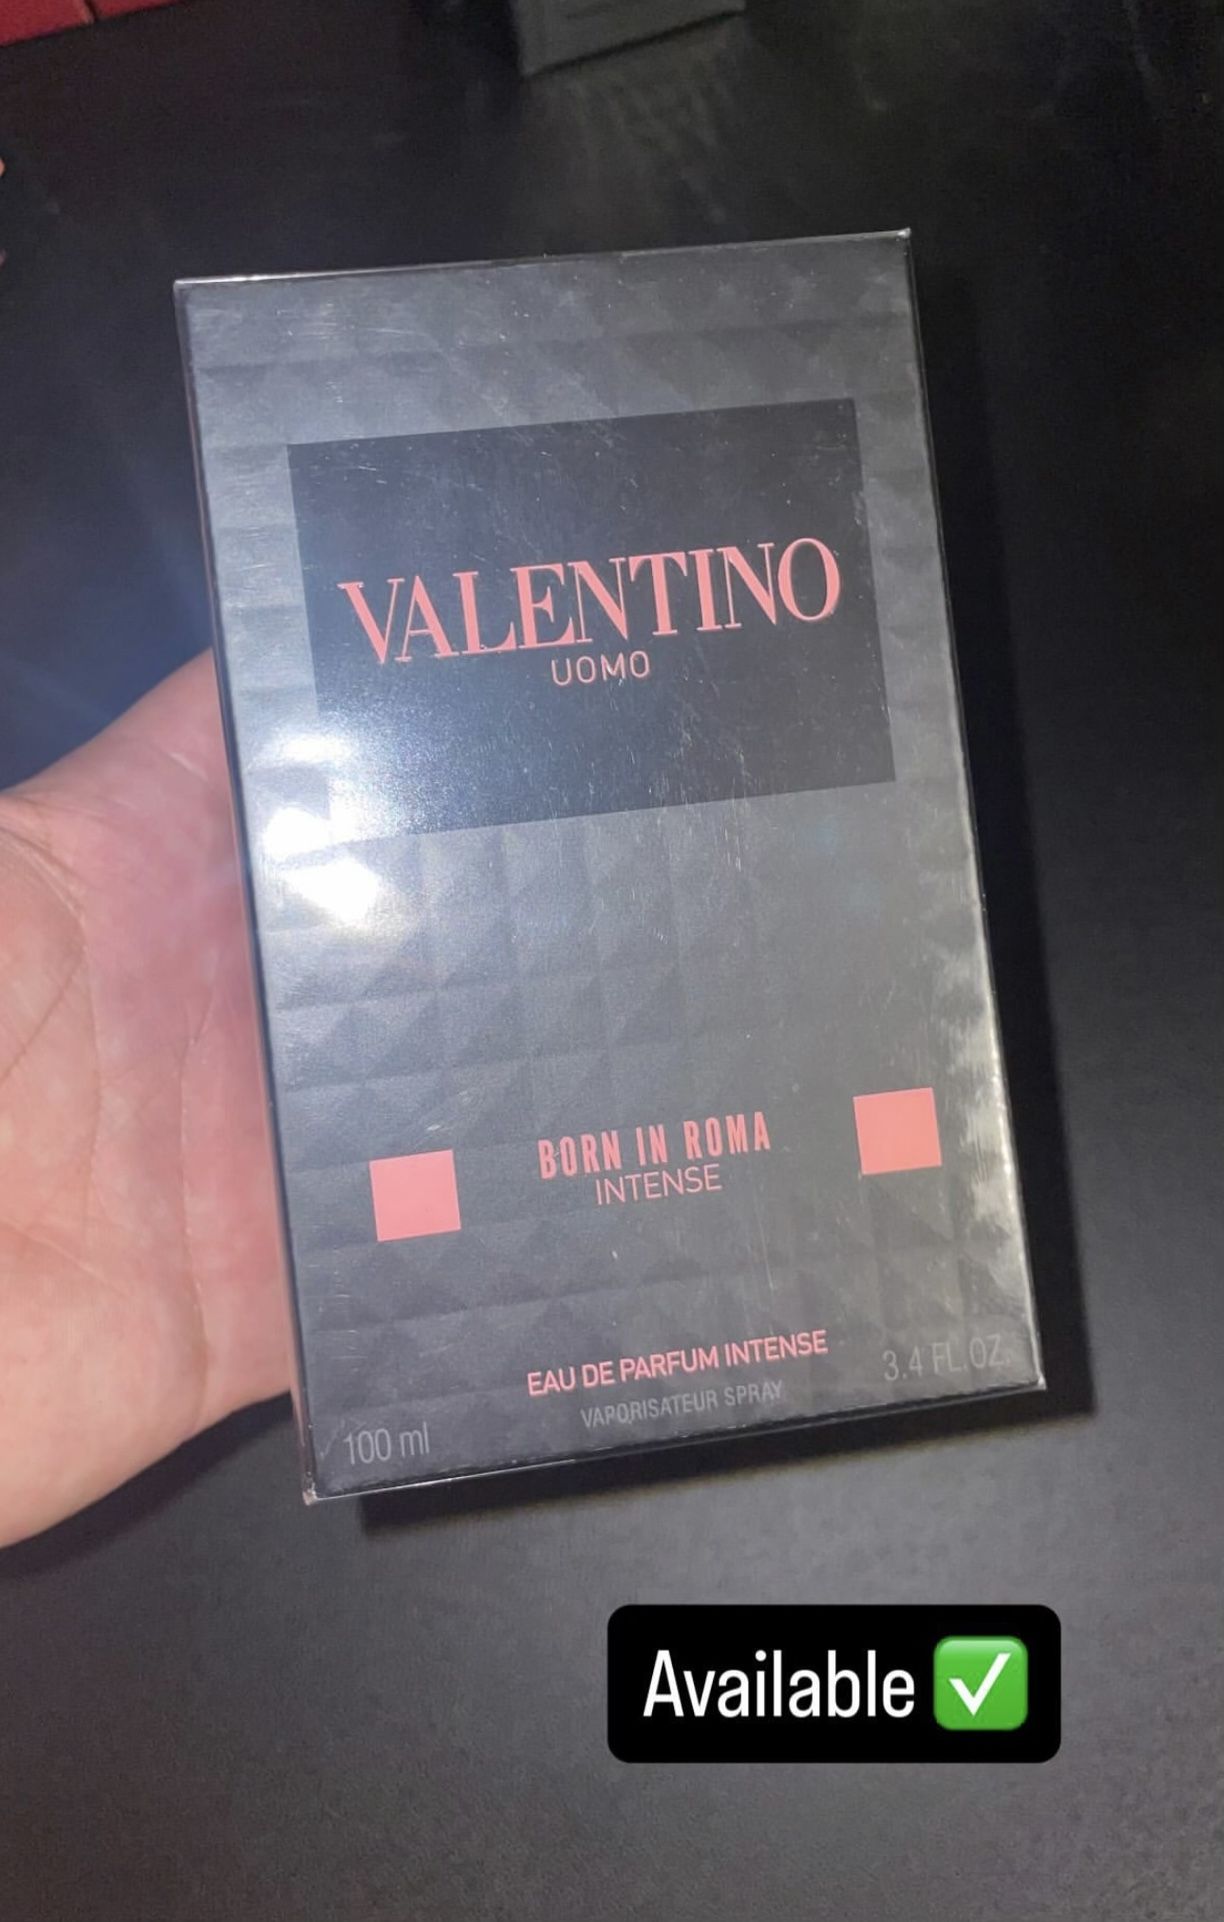 VALENTINO
UOMO
BORN IN ROMA
INTENSE
EAU DE PARFUM INTENSE
VAPORISATEUR SPRAY
100 ml
3.4 FL.OZ.
Available ✅